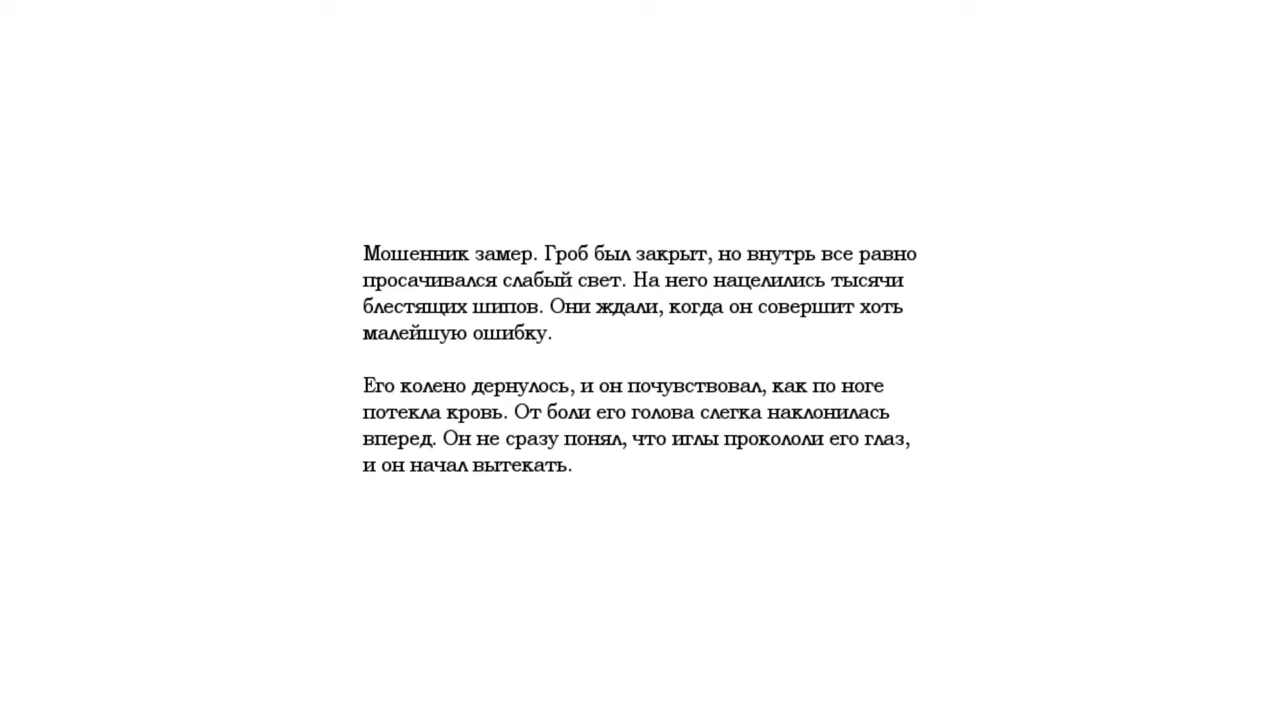 Мошенник замер. Гроб был закрыт, но внутрь все равно
просачивался слабый свет. На него нацелились тысячи
блестящих шипов. Они ждали, когда он совершит хоть
малейшую ошибку.
Его колено дернулось, и он почувствовал, как по ноге
потекла кровь. От боли его голова слегка наклонилась
вперед. Он не сразу понял, что иглы прокололи его глаз,
и он начал вытекать.